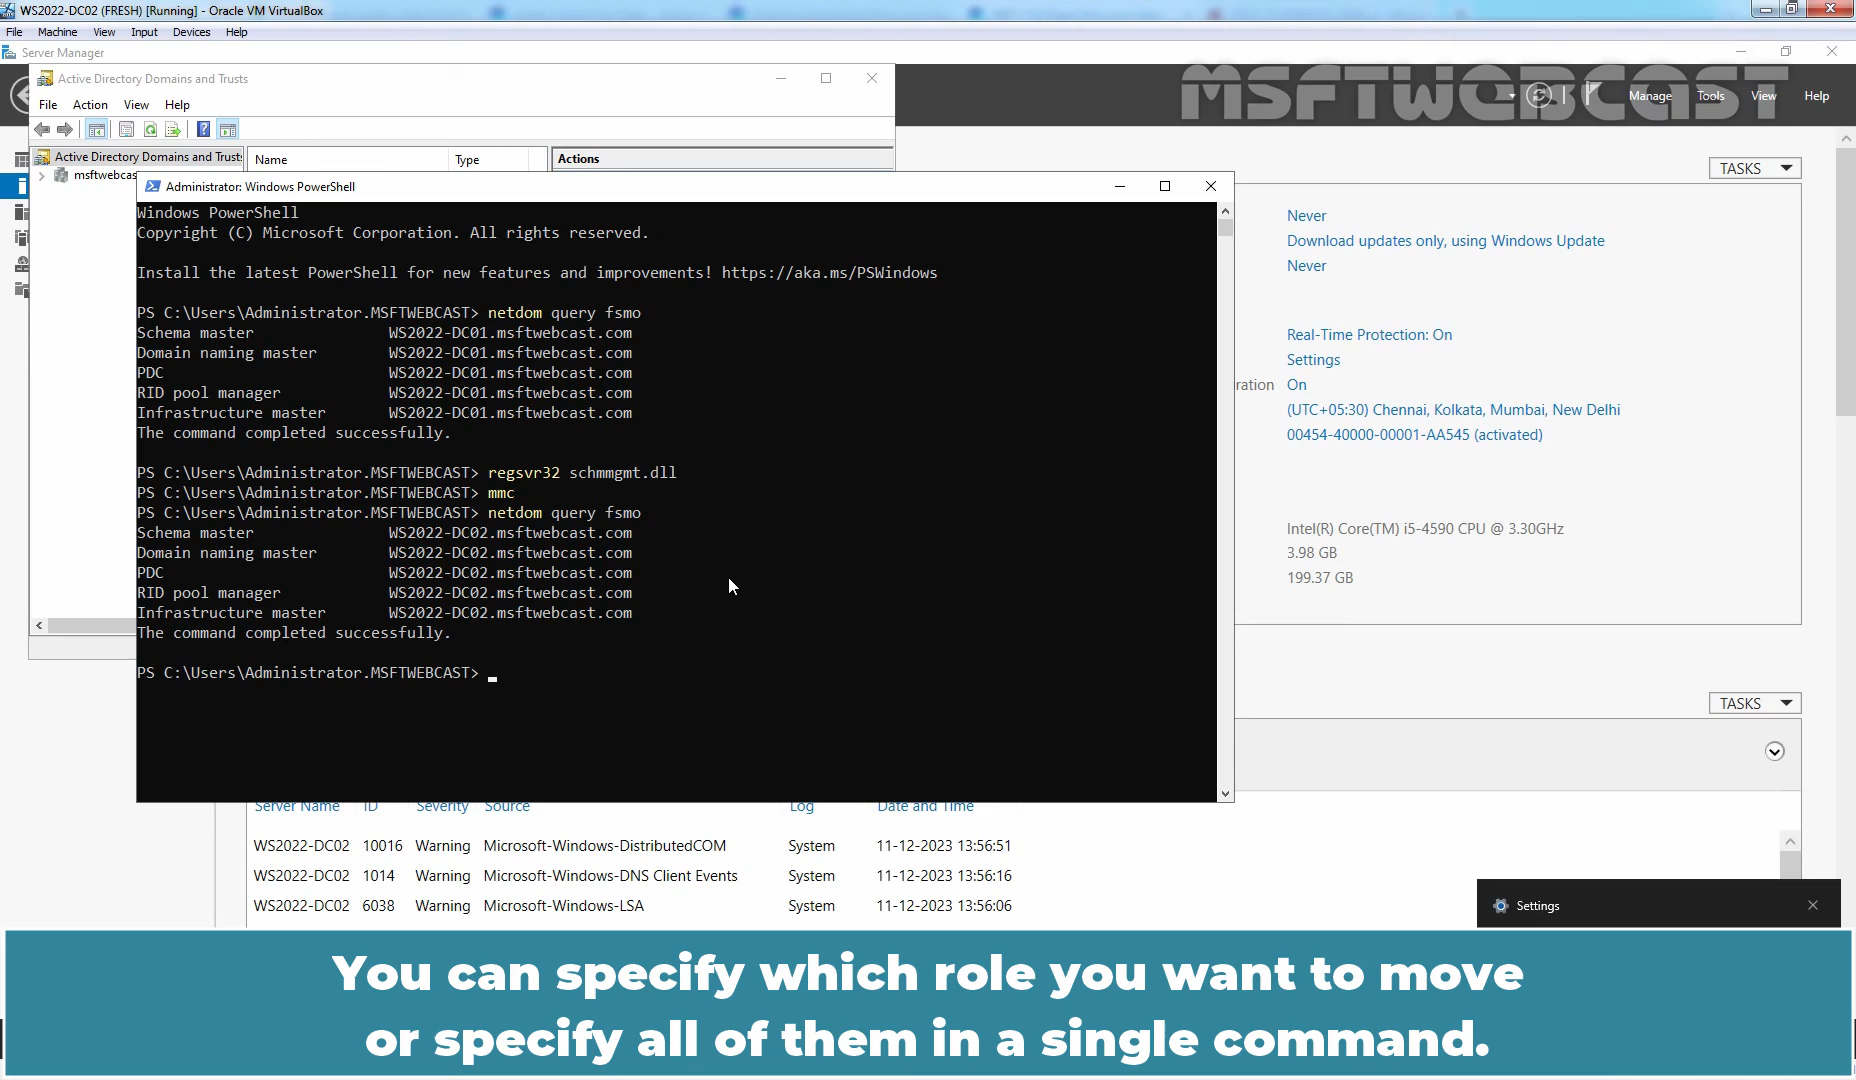 WS2022-DC02 (FRESH) [Running] - Oracle VM VirtualBox
File Machine View Input Devices Help
Server Manager
Active Directory Domains and Trusts
MSFTWEBCAST
Manage Tools View Help
File Action View Help
Active Directory Domains and Trusts
Name Type Actions
msftwebcas
TASKS
Administrator: Windows PowerShell
Windows PowerShell
Copyright (C) Microsoft Corporation. All rights reserved.
Install the latest PowerShell for new features and improvements! https://aka.ms/PSWindows
PS C:\Users\Administrator.MSFTWEBCAST> netdom query fsmo
Schema master WS2022-DC01.msftwebcast.com
Domain naming master WS2022-DC01.msftwebcast.com
PDC WS2022-DC01.msftwebcast.com
RID pool manager WS2022-DC01.msftwebcast.com
Infrastructure master WS2022-DC01.msftwebcast.com
The command completed successfully.
PS C:\Users\Administrator.MSFTWEBCAST> regsvr32 schmmgmt.dll
PS C:\Users\Administrator.MSFTWEBCAST> mmc
PS C:\Users\Administrator.MSFTWEBCAST> netdom query fsmo
Schema master WS2022-DC02.msftwebcast.com
Domain naming master WS2022-DC02.msftwebcast.com
PDC WS2022-DC02.msftwebcast.com
RID pool manager WS2022-DC02.msftwebcast.com
Infrastructure master WS2022-DC02.msftwebcast.com
The command completed successfully.
PS C:\Users\Administrator.MSFTWEBCAST>
Never
Download updates only, using Windows Update
Never
Real-Time Protection: On
Settings
ration On
(UTC+05:30) Chennai, Kolkata, Mumbai, New Delhi
00454-40000-00001-AA545 (activated)
Intel(R) Core(TM) i5-4590 CPU @ 3.30GHz
3.98 GB
199.37 GB
TASKS
Server Name ID Severity Source Log Date and Time
WS2022-DC02 10016 Warning Microsoft-Windows-DistributedCOM System 11-12-2023 13:56:51
WS2022-DC02 1014 Warning Microsoft-Windows-DNS Client Events System 11-12-2023 13:56:16
WS2022-DC02 6038 Warning Microsoft-Windows-LSA System 11-12-2023 13:56:06
Settings
You can specify which role you want to move
or specify all of them in a single command.